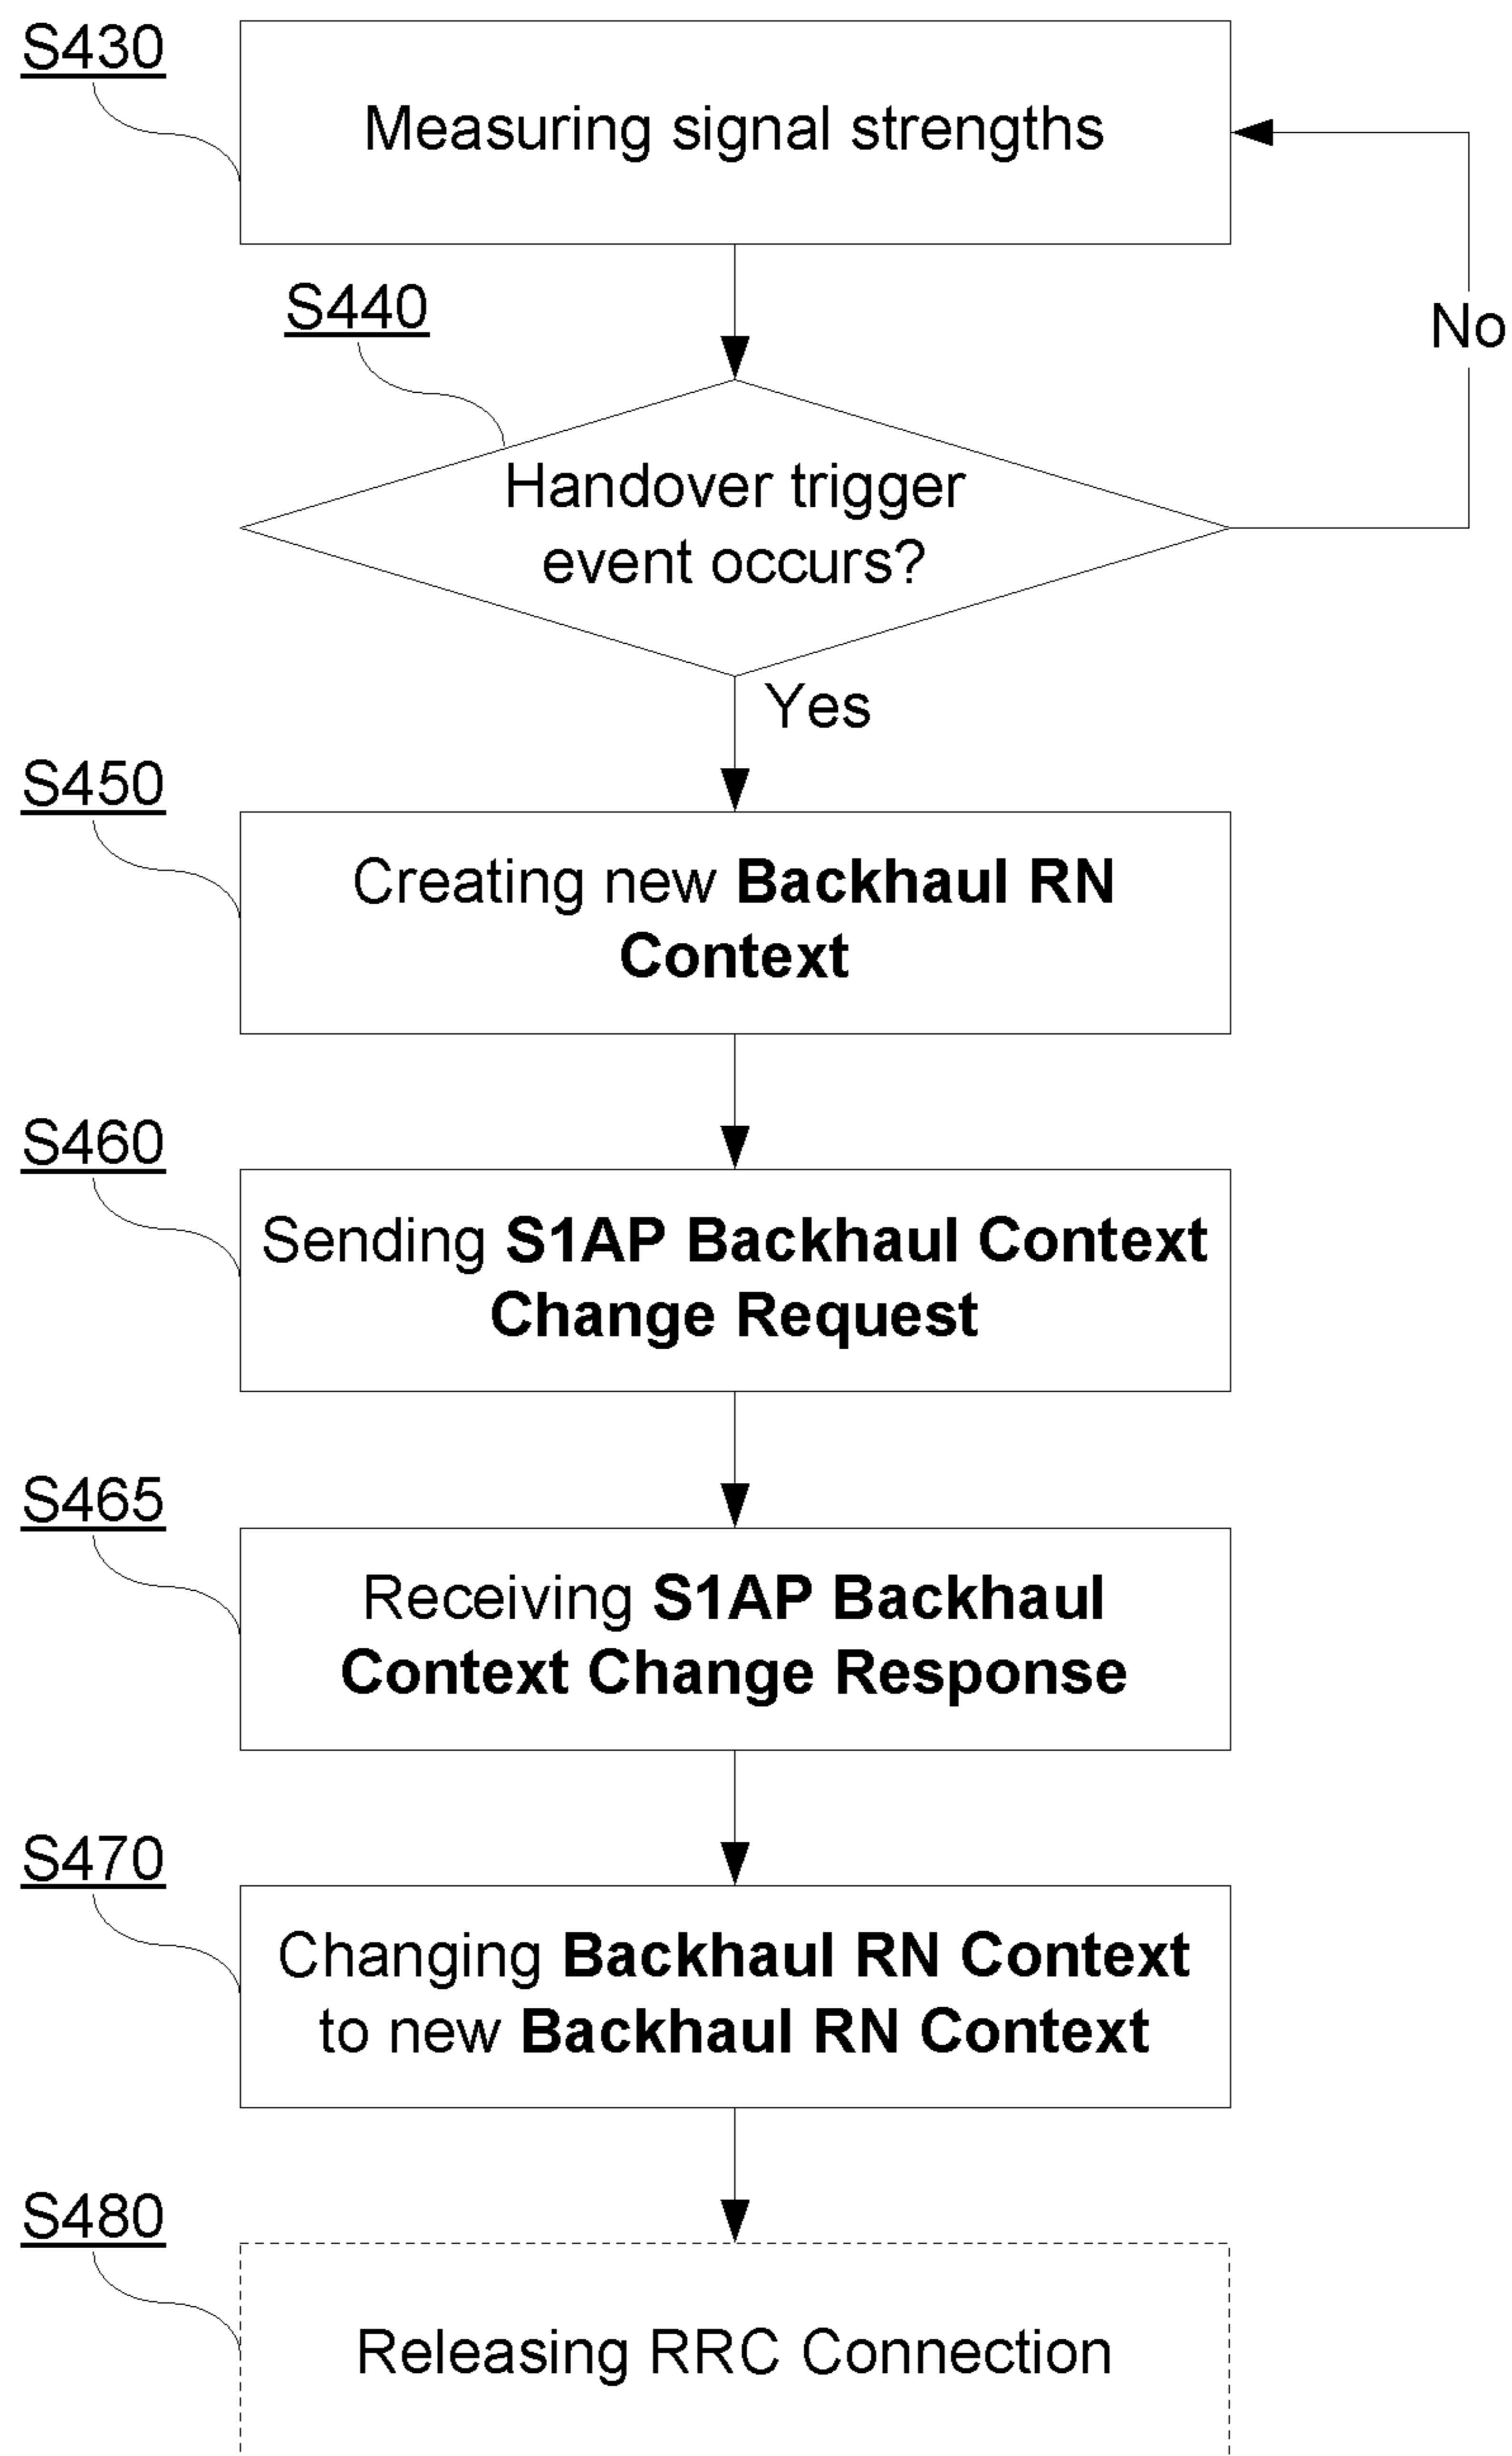 S430
Measuring signal strengths
S440
No
Handover trigger
event occurs?
Yes
S450
Creating new Backhaul RN
Context
S460
Sending S1AP Backhaul Context
Change Request
S465
Receiving S1AP Backhaul
Context Change Response
S470
Changing Backhaul RN Context
to new Backhaul RN Context
S480
Releasing RRC Connection